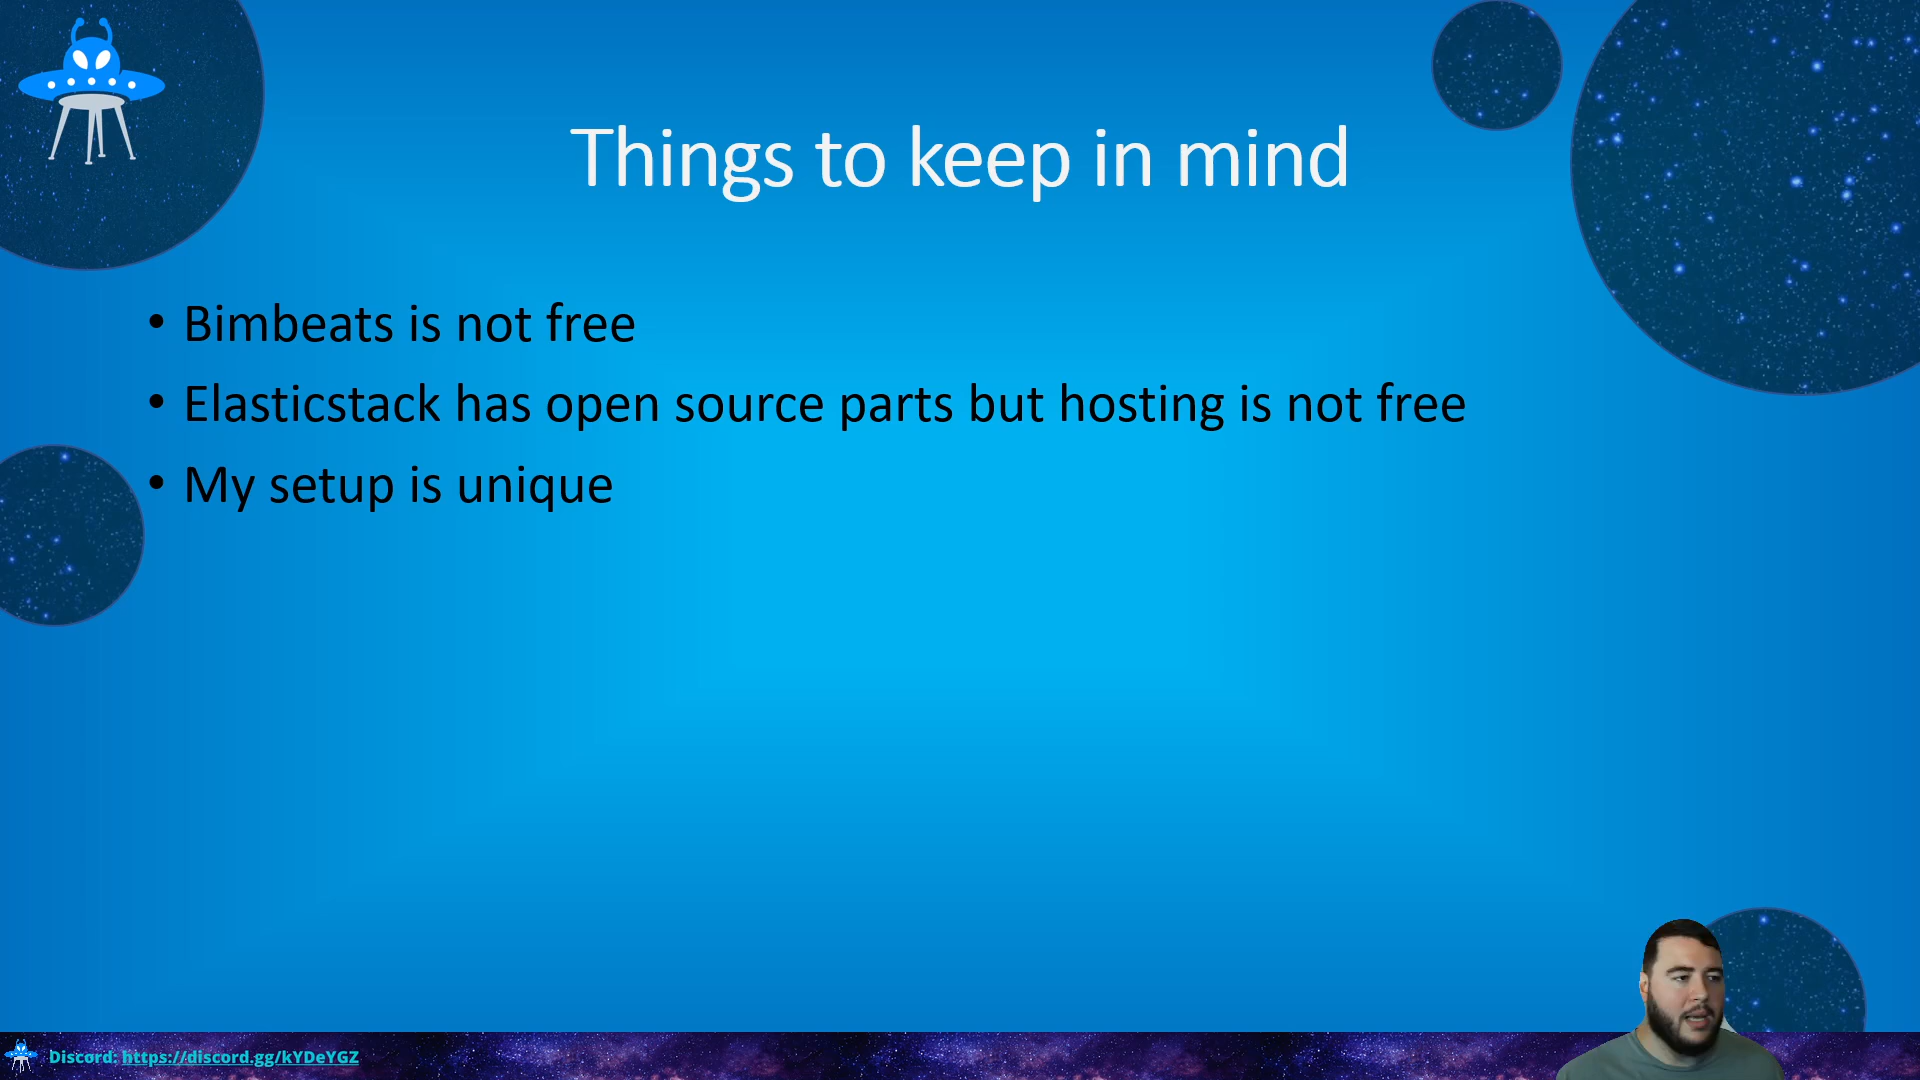 Things to keep in mind
• Bimbeats is not free
• Elasticstack has open source parts but hosting is not free
• My setup is unique
Discord: https://discord.gg/kYDeYGZ